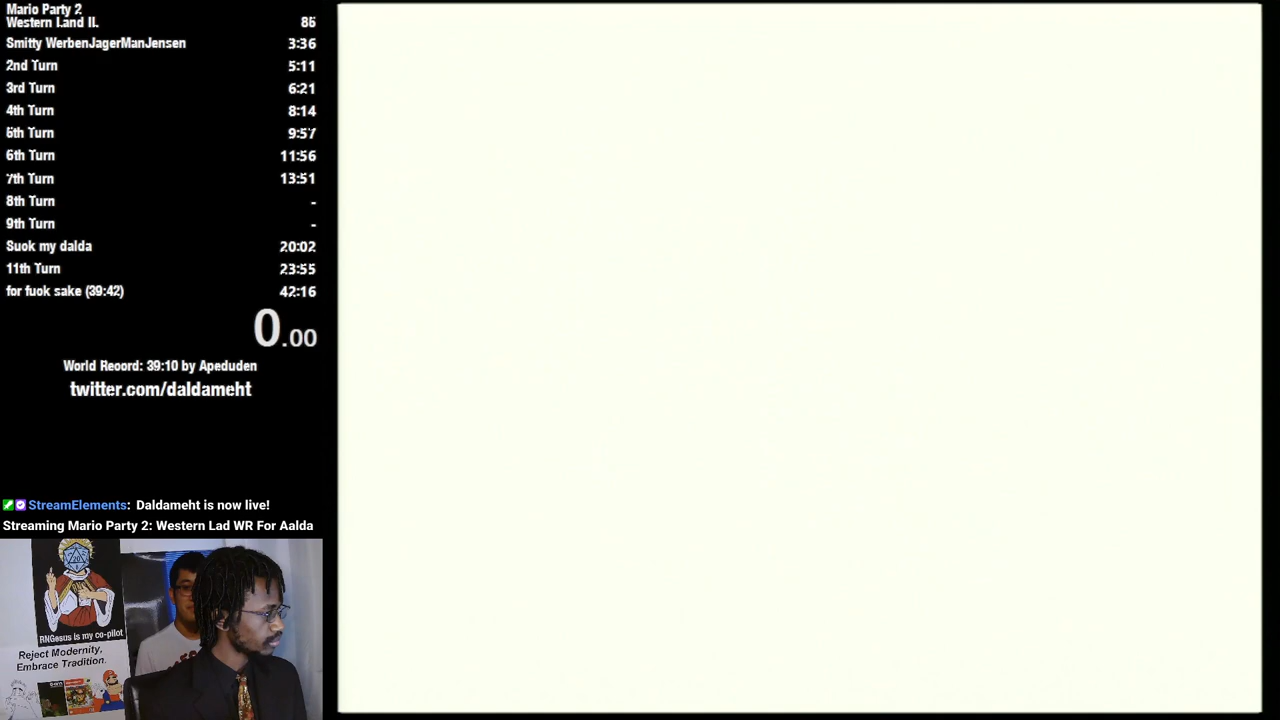 Mario Party 2
Western Land II.
85
Smitty WerbenJagerManJensen 3:36
2nd Turn 5:11
3rd Turn 6:21
4th Turn 8:14
5th Turn 9:57
6th Turn 11:56
7th Turn 13:51
8th Turn -
9th Turn -
Suok my dalda 20:02
11th Turn 23:55
for fuok sake (39:42) 42:16
0.00
World Reoord: 39:10 by Apeduden
twitter.com/daldameht
StreamElements: Daldameht is now live!
Streaming Mario Party 2: Western Lad WR For Aalda
RNGesus is my co-pilot
Reject Modernity,
Embrace Tradition.